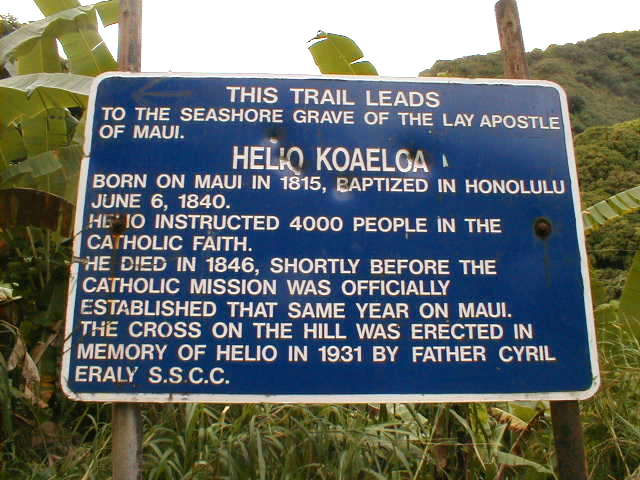 THIS TRAIL LEADS
TO THE SEASHORE GRAVE OF THE LAY APOSTLE
OF MAUI.
HELIO KOAELOA
BORN ON MAUI IN 1815, BAPTIZED IN HONOLULU
JUNE 6, 1840.
HELIO INSTRUCTED 4000 PEOPLE IN THE
CATHOLIC FAITH.
HE DIED IN 1846, SHORTLY BEFORE THE
CATHOLIC MISSION WAS OFFICIALLY
ESTABLISHED THAT SAME YEAR ON MAUI.
THE CROSS ON THE HILL WAS ERECTED IN
MEMORY OF HELIO IN 1931 BY FATHER CYRIL
ERALY S.S.C.C.